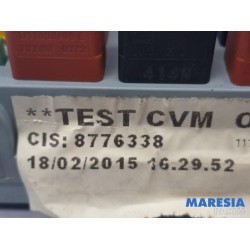 **TEST CVM
CIS: 8776338
18/02/2015 16.29.52
MARESIA